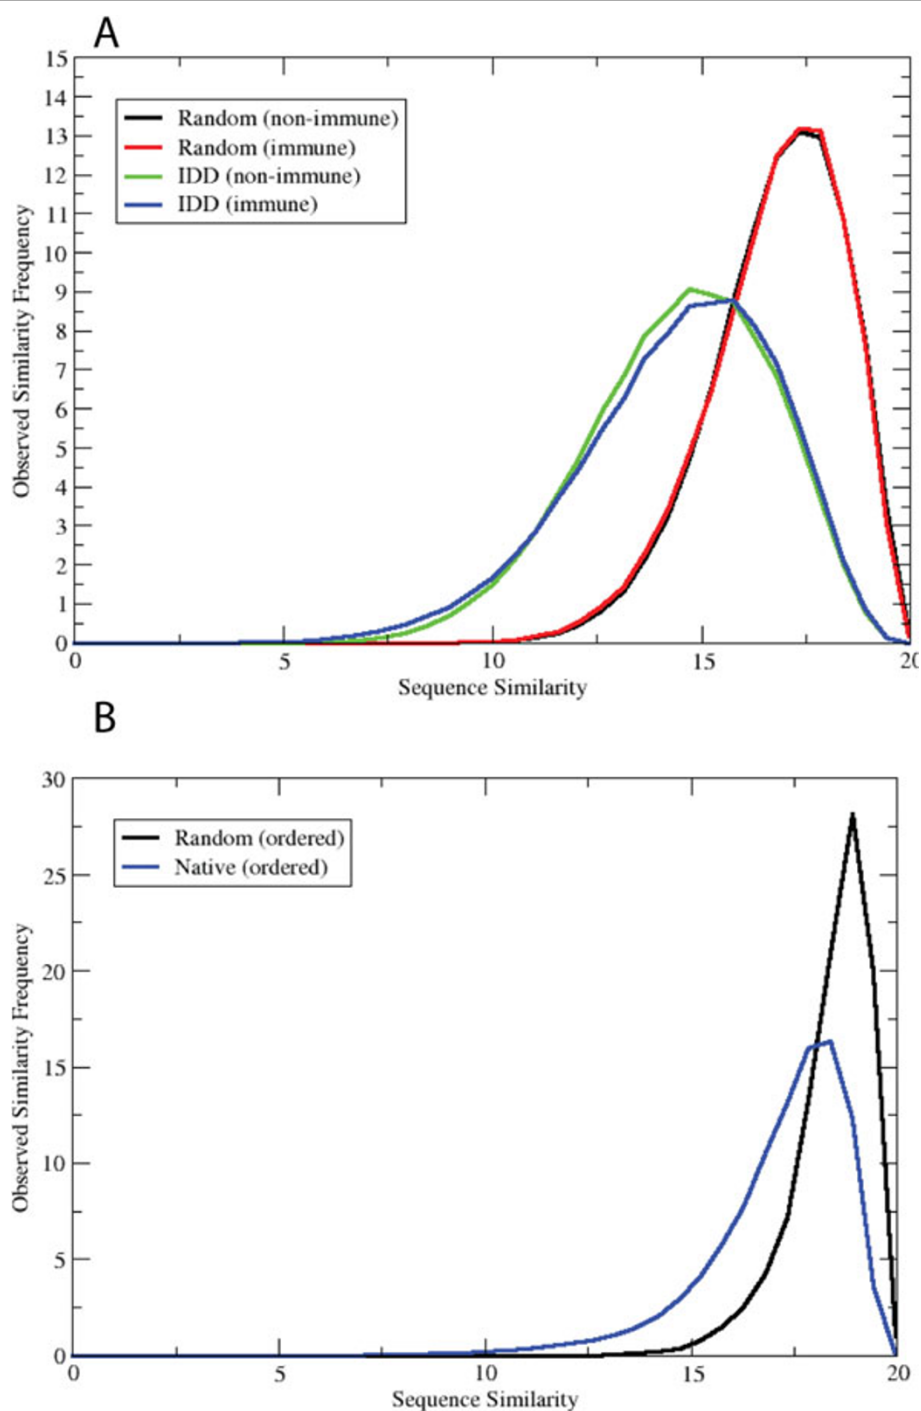 A
15
14
13
12
11
10
9
8
7
6
5
4
3
2
1
0
Observed Similarity Frequency
Random (non-immune)
Random (immune)
IDD (non-immune)
IDD (immune)
0 5 10 15 20
Sequence Similarity
B
30
25
20
15
10
5
0
Observed Similarity Frequency
Random (ordered)
Native (ordered)
0 5 10 15 20
Sequence Similarity